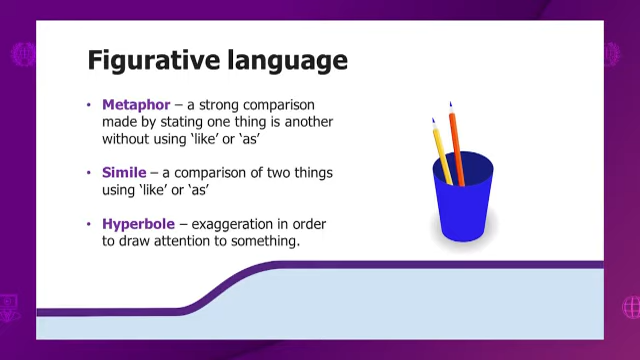 Figurative language
• Metaphor – a strong comparison
made by stating one thing is another
without using ‘like’ or ‘as’
• Simile – a comparison of two things
using ‘like’ or ‘as’
• Hyperbole – exaggeration in order
to draw attention to something.